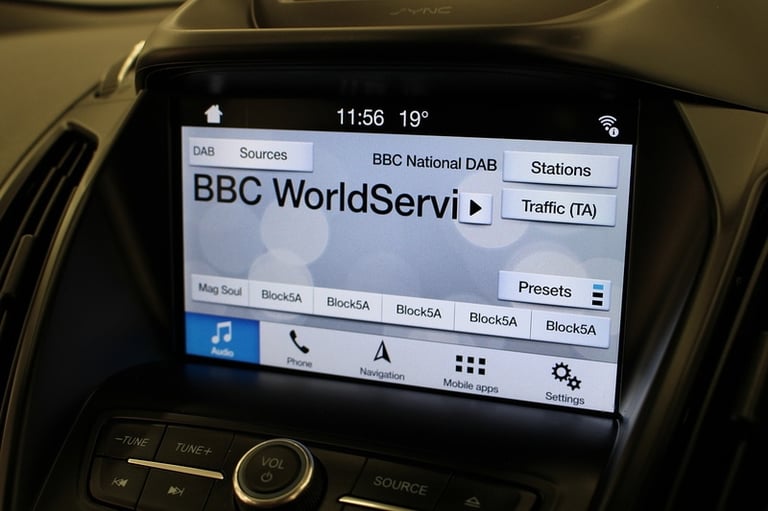 SYNC
11:56 19°
DAB Sources
BBC National DAB
Stations
BBC WorldServi
Traffic (TA)
Presets
Mag Soul
Block5A
Block5A
Block5A
Block5A
Block5A
Audio
Phone
Navigation
Mobile apps
Settings
-TUNE
TUNE+
VOL
SOURCE